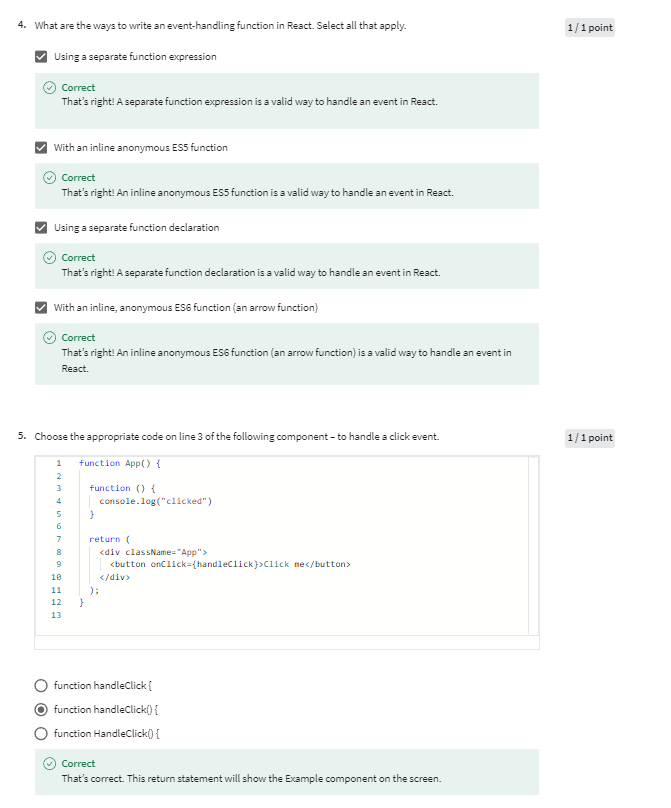 4. What are the ways to write an event-handling function in React. Select all that apply.
1 / 1 point
Using a separate function expression
Correct
That's right! A separate function expression is a valid way to handle an event in React.
With an inline anonymous ES5 function
Correct
That's right! An inline anonymous ES5 function is a valid way to handle an event in React.
Using a separate function declaration
Correct
That's right! A separate function declaration is a valid way to handle an event in React.
With an inline, anonymous ES6 function (an arrow function)
Correct
That's right! An inline anonymous ES6 function (an arrow function) is a valid way to handle an event in
React.
5. Choose the appropriate code on line 3 of the following component – to handle a click event.
1 / 1 point
1 function App() {
2
3 function () {
4 console.log("clicked")
5 }
6
7 return (
8 <div className="App">
9 <button onClick={handleClick}>Click me</button>
10 </div>
11 );
12 }
13
function handleClick {
function handleClick() {
function HandleClick() {
Correct
That's correct. This return statement will show the Example component on the screen.